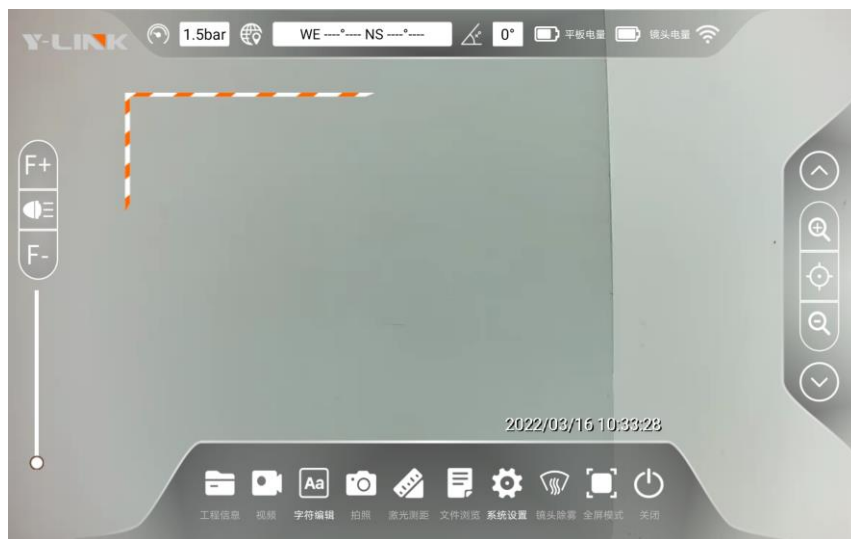 Y-LINK
1.5bar
WE ----°---- NS ----°----
0°
平板电量
镜头电量
F+
F-
2022/03/16 10:33:28
Aa
工程信息 视频 字符编辑 拍照 激光测距 文件浏览 系统设置 镜头除雾 全屏模式 关闭